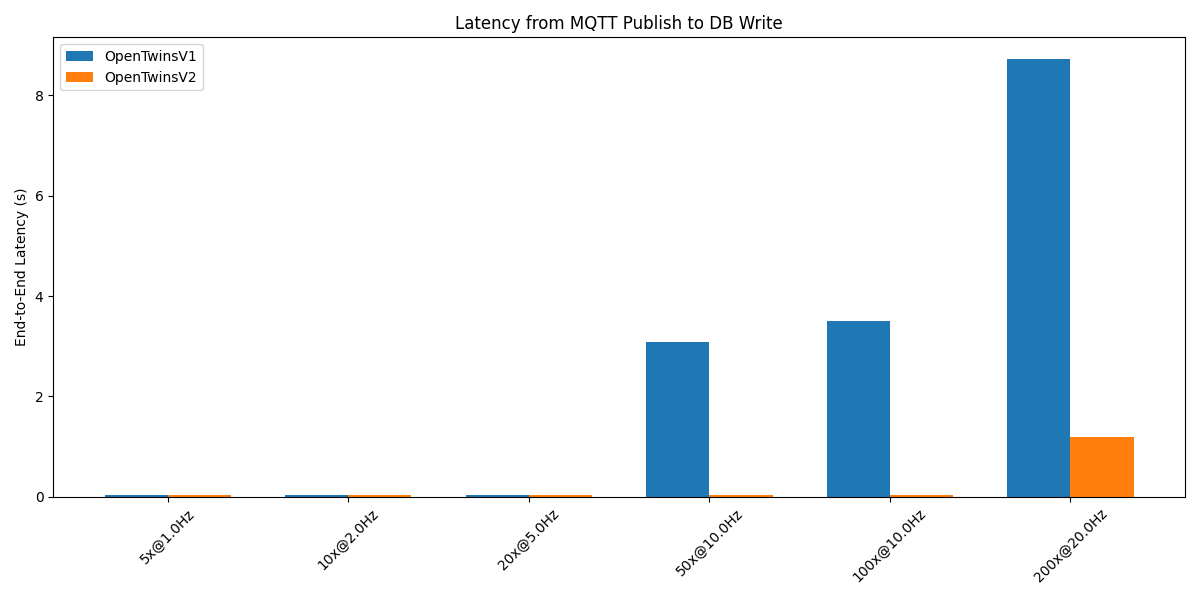 Latency from MQTT Publish to DB Write
OpenTwinsV1
OpenTwinsV2
End-to-End Latency (s)
8
6
4
2
0
5x@1.0Hz
10x@2.0Hz
20x@5.0Hz
50x@10.0Hz
100x@10.0Hz
200x@20.0Hz